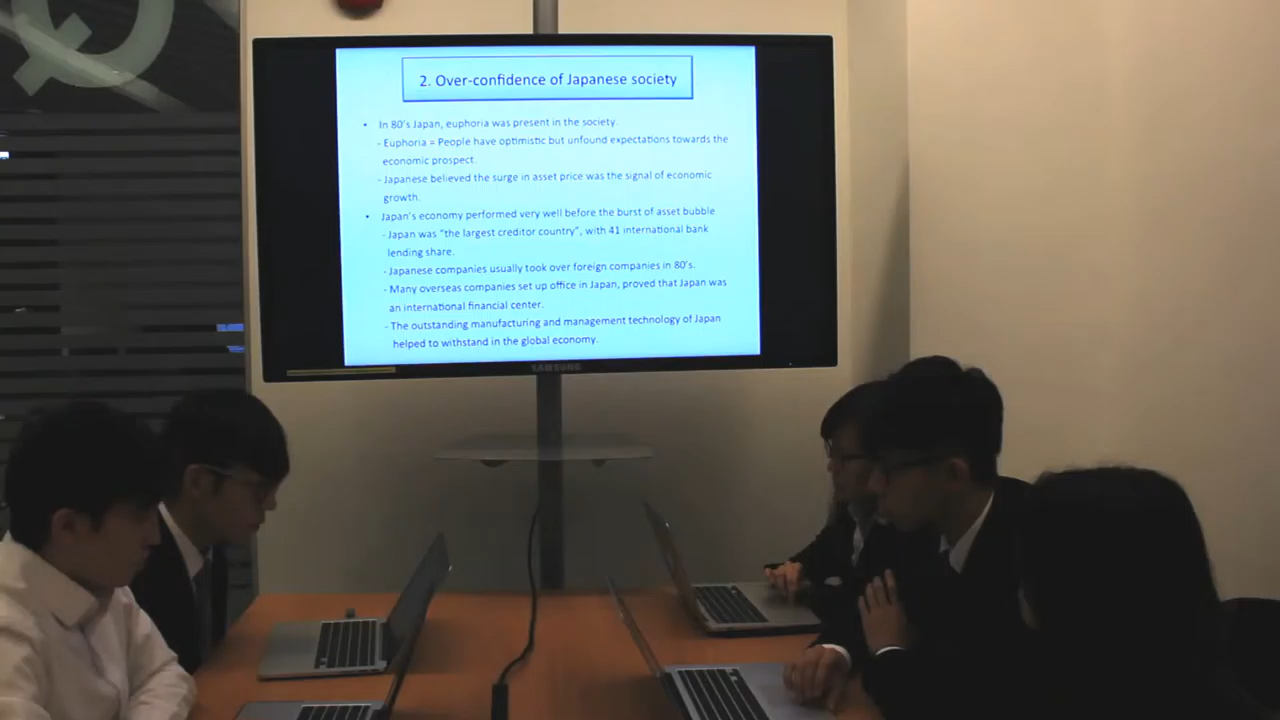 2. Over-confidence of Japanese society
• In 80's Japan, euphoria was present in the society.
- Euphoria = People have optimistic but unfound expectations towards the
economic prospect.
- Japanese believed the surge in asset price was the signal of economic
growth.
• Japan's economy performed very well before the burst of asset bubble
- Japan was "the largest creditor country", with 41 international bank
lending share.
- Japanese companies usually took over foreign companies in 80's.
- Many overseas companies set up office in Japan, proved that Japan was
an international financial center.
- The outstanding manufacturing and management technology of Japan
helped to withstand in the global economy.
SAMSUNG